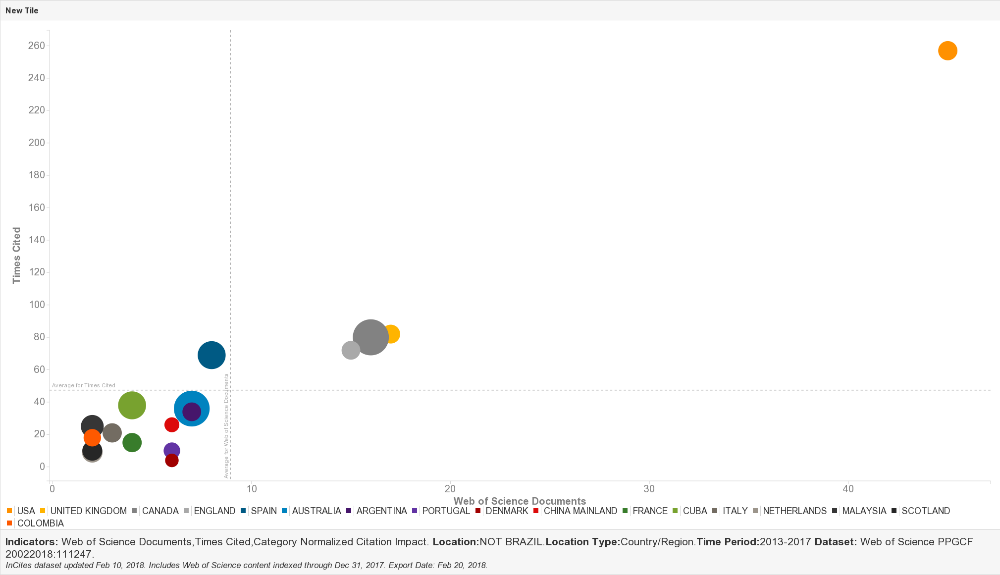 New Tile
260
240
220
200
180
160
140
120
100
80
60
40
20
0
Times Cited
Average for Times Cited
Average for Web of Science Documents
0 10 20 30 40
Web of Science Documents
USA UNITED KINGDOM CANADA ENGLAND SPAIN AUSTRALIA ARGENTINA PORTUGAL DENMARK CHINA MAINLAND FRANCE CUBA ITALY NETHERLANDS MALAYSIA SCOTLAND
COLOMBIA
Indicators: Web of Science Documents,Times Cited,Category Normalized Citation Impact. Location:NOT BRAZIL.Location Type:Country/Region.Time Period:2013-2017 Dataset: Web of Science PPGCF
20022018:111247.
InCites dataset updated Feb 10, 2018. Includes Web of Science content indexed through Dec 31, 2017. Export Date: Feb 20, 2018.